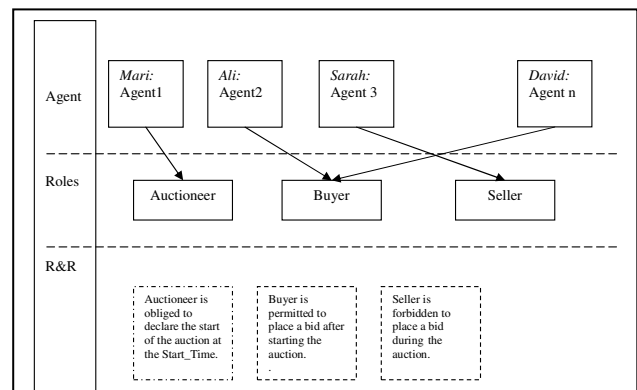 Agent
Mari:
Agent1
Ali:
Agent2
Sarah:
Agent 3
David:
Agent n
Roles
Auctioneer
Buyer
Seller
R&R
Auctioneer is
obliged to
declare the start
of the auction at
the Start_Time.
Buyer is
permitted to
place a bid after
starting the
auction.
.
Seller is
forbidden to
place a bid
during the
auction.